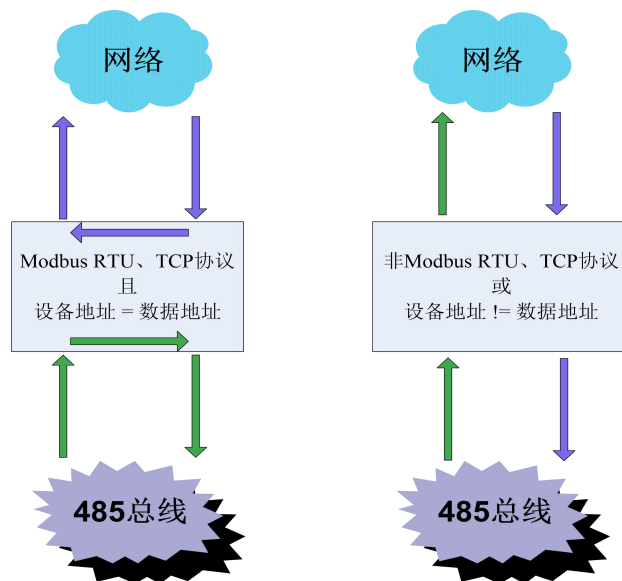 网络
Modbus RTU、TCP协议
且
设备地址 = 数据地址
485总线
网络
非Modbus RTU、TCP协议
或
设备地址 != 数据地址
485总线